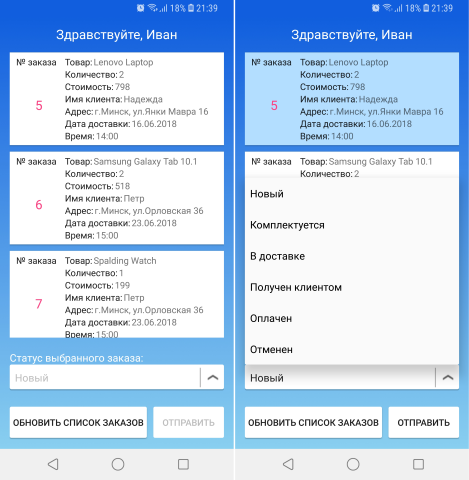 18% 21:39
Здравствуйте, Иван
№ заказа
5
Товар: Lenovo Laptop
Количество: 2
Стоимость: 798
Имя клиента: Надежда
Адрес: г.Минск, ул.Янки Мавра 16
Дата доставки: 16.06.2018
Время: 14:00
№ заказа
6
Товар: Samsung Galaxy Tab 10.1
Количество: 2
Стоимость: 518
Имя клиента: Петр
Адрес: г.Минск, ул.Орловская 36
Дата доставки: 23.06.2018
Время: 15:00
№ заказа
7
Товар: Spalding Watch
Количество: 1
Стоимость: 199
Имя клиента: Петр
Адрес: г.Минск, ул.Орловская 36
Дата доставки: 23.06.2018
Время: 15:00
Статус выбранного заказа:
Новый
ОБНОВИТЬ СПИСОК ЗАКАЗОВ
ОТПРАВИТЬ
18% 21:39
Здравствуйте, Иван
№ заказа
5
Товар: Lenovo Laptop
Количество: 2
Стоимость: 798
Имя клиента: Надежда
Адрес: г.Минск, ул.Янки Мавра 16
Дата доставки: 16.06.2018
Время: 14:00
№ заказа
Товар: Samsung Galaxy Tab 10.1
Количество: 2
Новый
Комплектуется
В доставке
Получен клиентом
Оплачен
Отменен
Новый
ОБНОВИТЬ СПИСОК ЗАКАЗОВ
ОТПРАВИТЬ